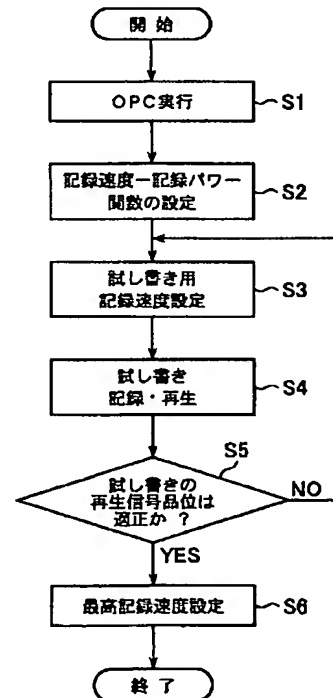 開始
OPC実行
S1
記録速度ー記録パワー
関数の設定
S2
試し書き用
記録速度設定
S3
試し書き
記録・再生
S4
S5
試し書きの
再生信号品位は
適正か ?
NO
YES
最高記録速度設定
S6
終了